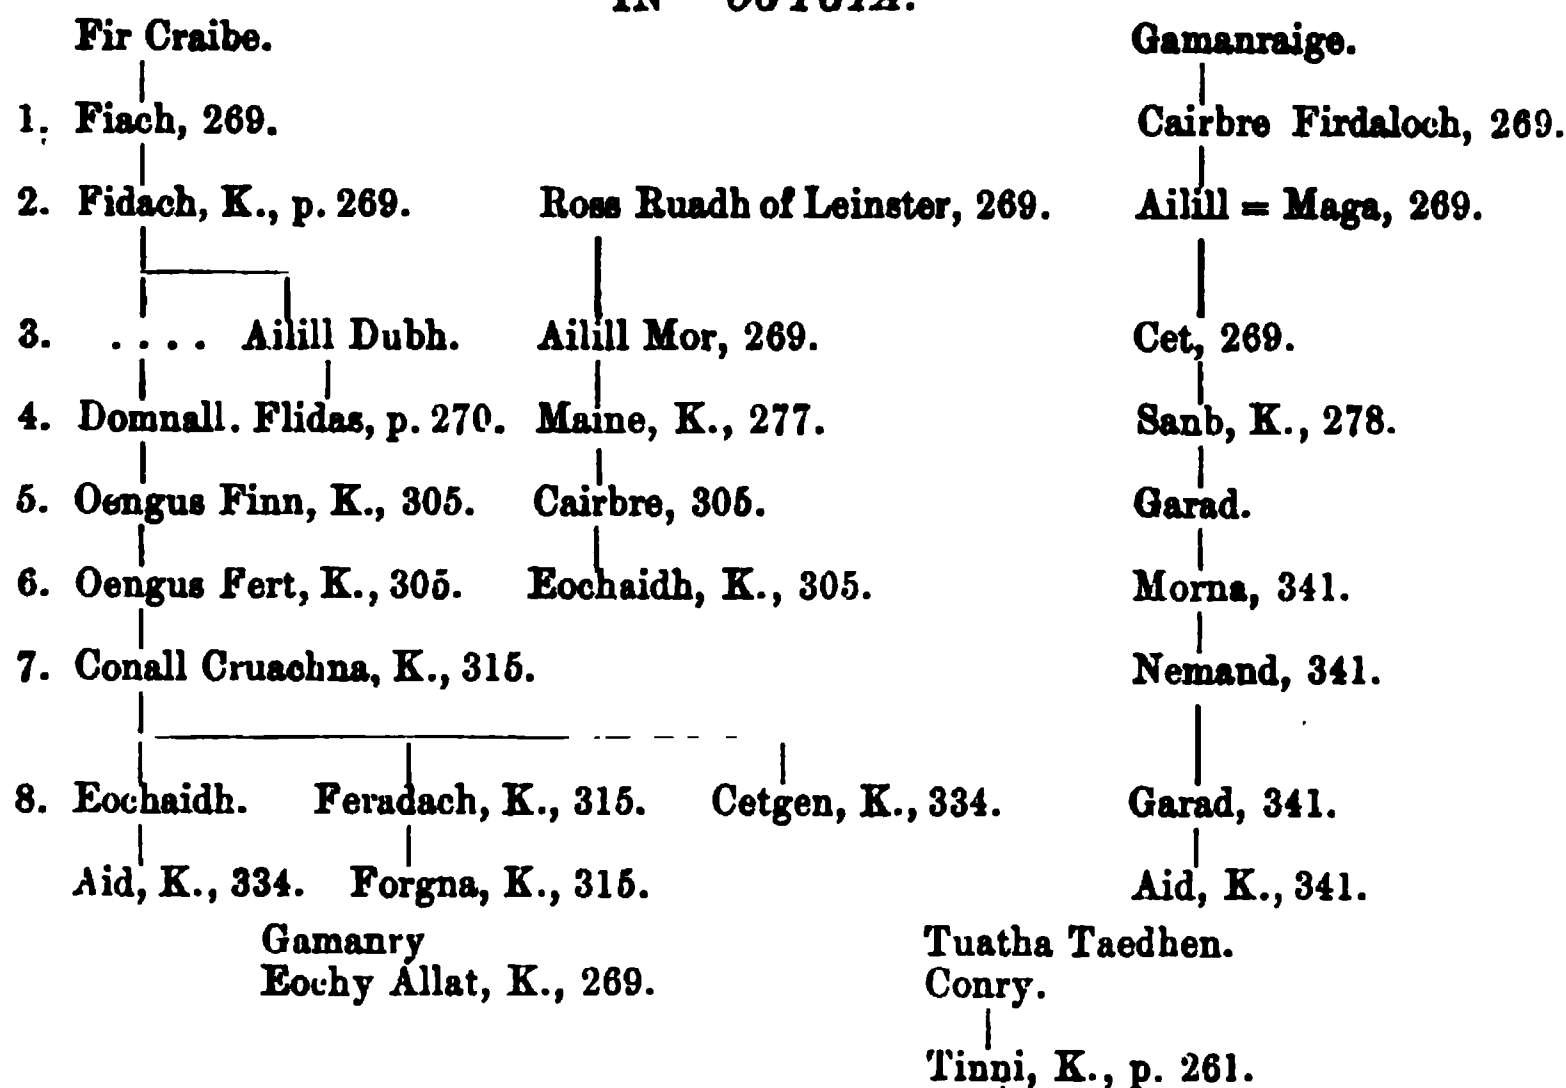 IN OGYGIA.
Fir Craibe. Gamanraige.
1. Fiach, 269. Cairbre Firdaloch, 269.
2. Fidach, K., p. 269. Ross Ruadh of Leinster, 269. Ailill = Maga, 269.
3. .... Ailill Dubh. Ailill Mor, 269. Cet, 269.
4. Domnall. Flidas, p. 270. Maine, K., 277. Sanb, K., 278.
5. Oengus Finn, K., 305. Cairbre, 305. Garad.
6. Oengus Fert, K., 305. Eochaidh, K., 305. Morna, 341.
7. Conall Cruachna, K., 315. Nemand, 341.
8. Eochaidh. Feradach, K., 315. Cetgen, K., 334. Garad, 341.
Aid, K., 334. Forgna, K., 315. Aid, K., 341.
Gamanry Tuatha Taedhen.
Eochy Állat, K., 269. Conry.
Tinni, K., p. 261.